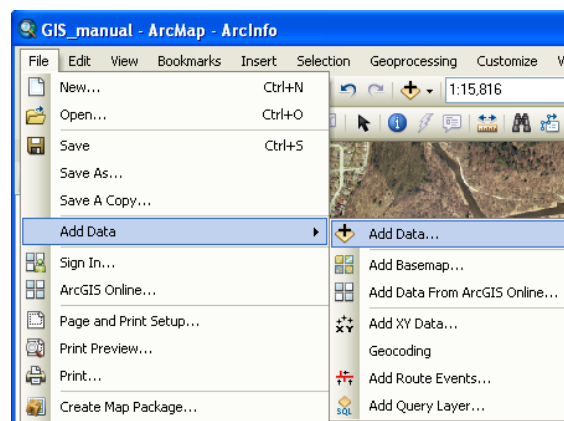 GIS_manual - ArcMap - ArcInfo
File Edit View Bookmarks Insert Selection Geoprocessing Customize
New... Ctrl+N
1:15,816
Open... Ctrl+O
Save Ctrl+S
Save As...
Save A Copy...
Add Data
Sign In...
ArcGIS Online...
Page and Print Setup...
Print Preview...
Print...
Create Map Package...
Add Data...
Add Basemap...
Add Data From ArcGIS Online...
XY Add XY Data...
Geocoding
Add Route Events...
SQL Add Query Layer...